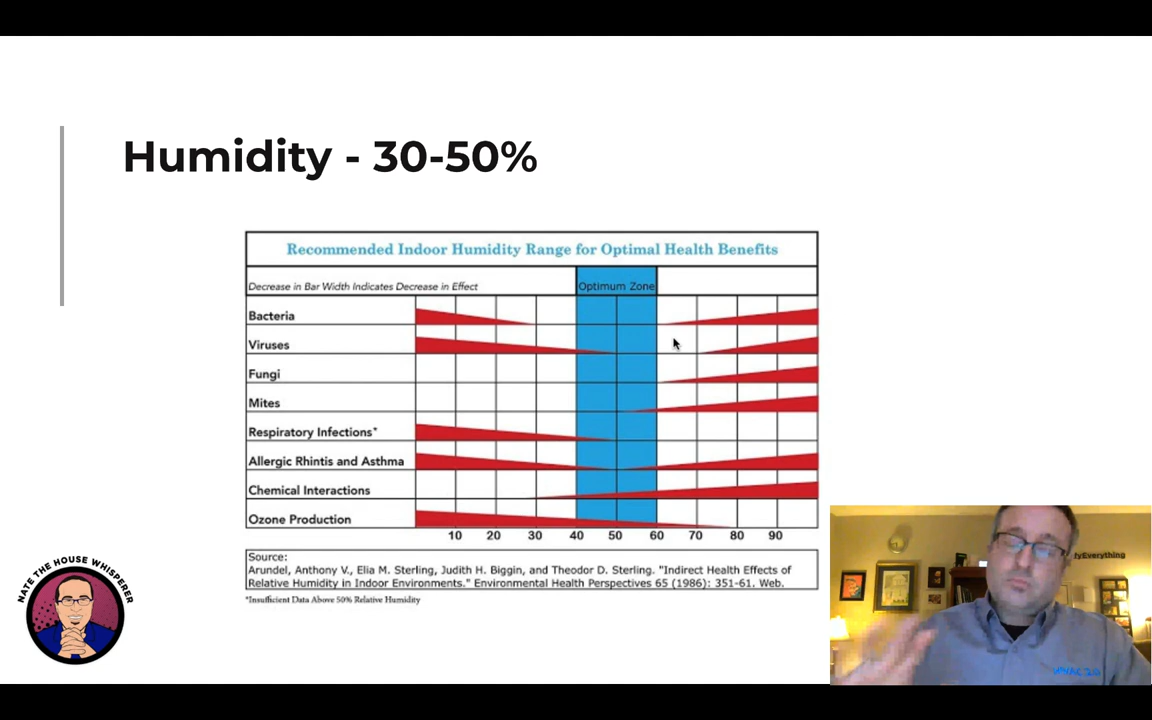 Humidity - 30-50%
Recommended Indoor Humidity Range for Optimal Health Benefits
Decrease in Bar Width Indicates Decrease in Effect
Optimum Zone
Bacteria
Viruses
Fungi
Mites
Respiratory Infections*
Allergic Rhintis and Asthma
Chemical Interactions
Ozone Production
10 20 30 40 50 60 70 80 90
Source:
Arundel, Anthony V., Elia M. Sterling, Judith H. Biggin, and Theodor D. Sterling. "Indirect Health Effects of
Relative Humidity in Indoor Environments." Environmental Health Perspectives 65 (1986): 351-61. Web.
*Insufficient Data Above 50% Relative Humidity
NATE THE HOUSE WHISPERER
fyEverything